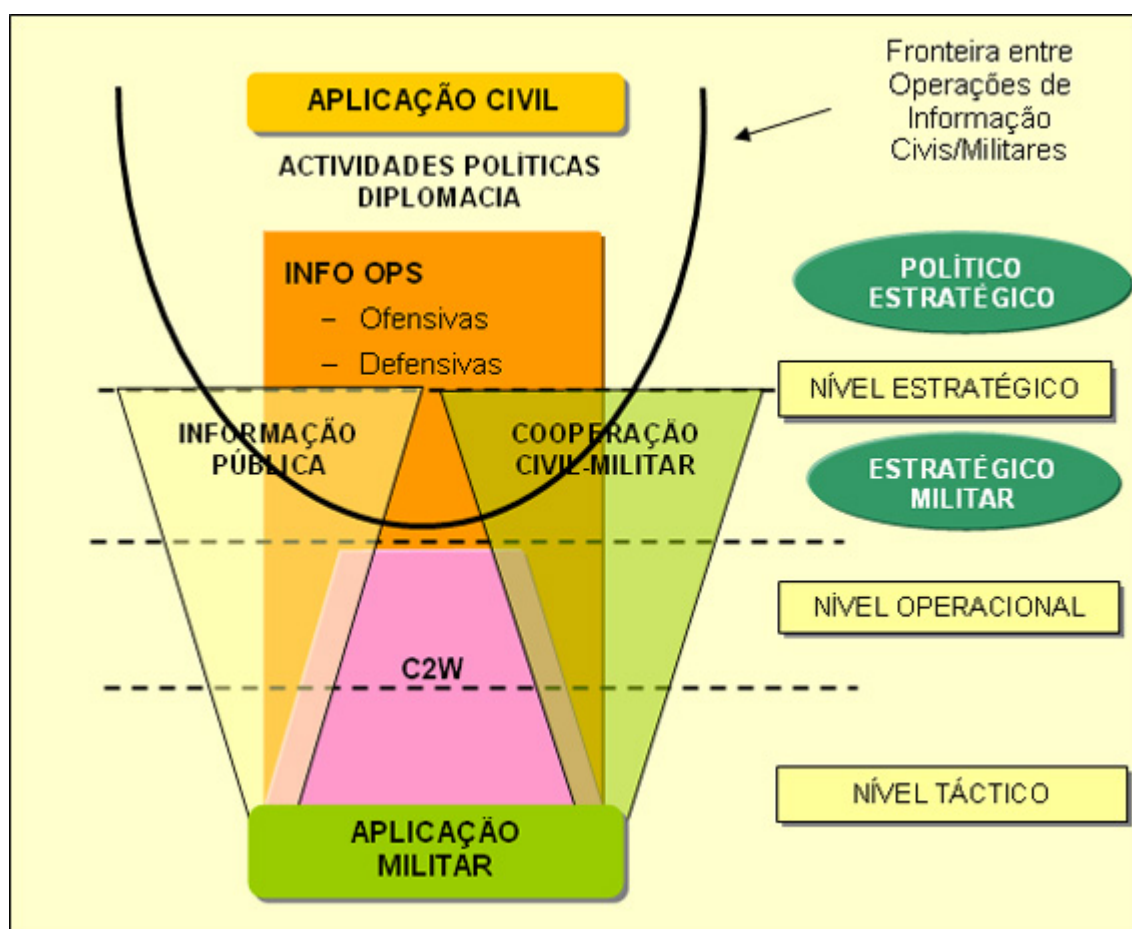 Fronteira entre
Operações de
Informação
Civis/Militares
APLICAÇÃO CIVIL
ACTIVIDADES POLÍTICAS
DIPLOMACIA
INFO OPS
– Ofensivas
– Defensivas
POLÍTICO
ESTRATÉGICO
NÍVEL ESTRATÉGICO
INFORMAÇÃO
PÚBLICA
COOPERAÇÃO
CIVIL-MILITAR
ESTRATÉGICO
MILITAR
NÍVEL OPERACIONAL
C2W
NÍVEL TÁCTICO
APLICAÇÃO
MILITAR